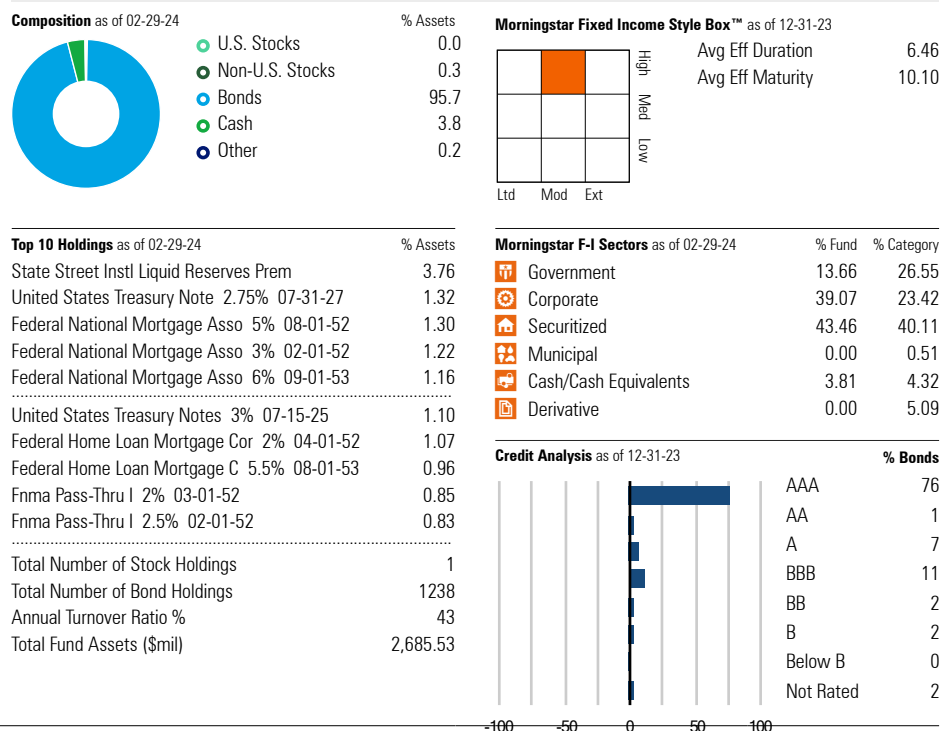 Composition as of 02-29-24 % Assets
U.S. Stocks 0.0
Non-U.S. Stocks 0.3
Bonds 95.7
Cash 3.8
Other 0.2
Morningstar Fixed Income Style Box™ as of 12-31-23
High
Med
Low
Ltd Mod Ext
Avg Eff Duration 6.46
Avg Eff Maturity 10.10
Top 10 Holdings as of 02-29-24 % Assets
State Street Instl Liquid Reserves Prem 3.76
United States Treasury Note 2.75% 07-31-27 1.32
Federal National Mortgage Asso 5% 08-01-52 1.30
Federal National Mortgage Asso 3% 02-01-52 1.22
Federal National Mortgage Asso 6% 09-01-53 1.16
United States Treasury Notes 3% 07-15-25 1.10
Federal Home Loan Mortgage Cor 2% 04-01-52 1.07
Federal Home Loan Mortgage C 5.5% 08-01-53 0.96
Fnma Pass-Thru I 2% 03-01-52 0.85
Fnma Pass-Thru I 2.5% 02-01-52 0.83
Total Number of Stock Holdings 1
Total Number of Bond Holdings 1238
Annual Turnover Ratio % 43
Total Fund Assets ($mil) 2,685.53
Morningstar F-I Sectors as of 02-29-24 % Fund % Category
Government 13.66 26.55
Corporate 39.07 23.42
Securitized 43.46 40.11
Municipal 0.00 0.51
Cash/Cash Equivalents 3.81 4.32
Derivative 0.00 5.09
Credit Analysis as of 12-31-23 % Bonds
AAA 76
AA 1
A 7
BBB 11
BB 2
B 2
Below B 0
Not Rated 2
-100 -50 0 50 100